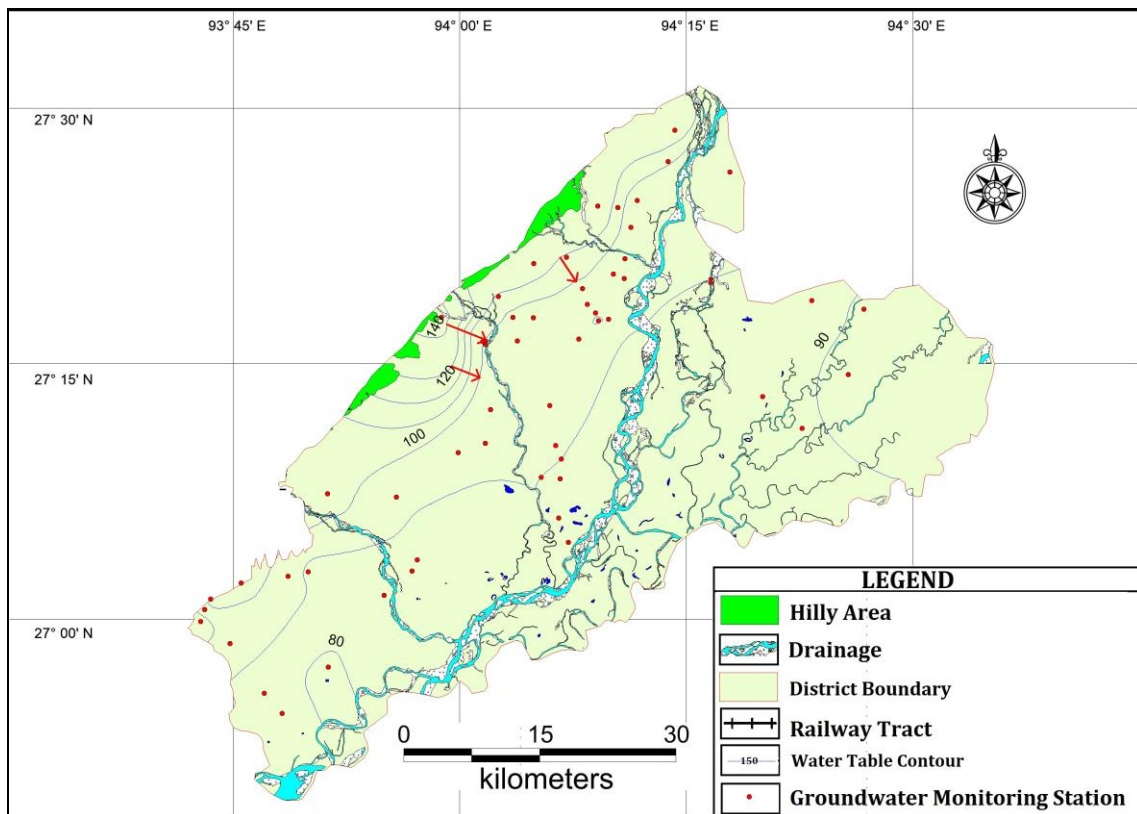 93° 45' E
94° 00' E
94° 15' E
94° 30' E
27° 30' N
27° 15' N
27° 00' N
140
120
100
90
80
0 15 30
kilometers
LEGEND
Hilly Area
Drainage
District Boundary
Railway Tract
150 Water Table Contour
Groundwater Monitoring Station